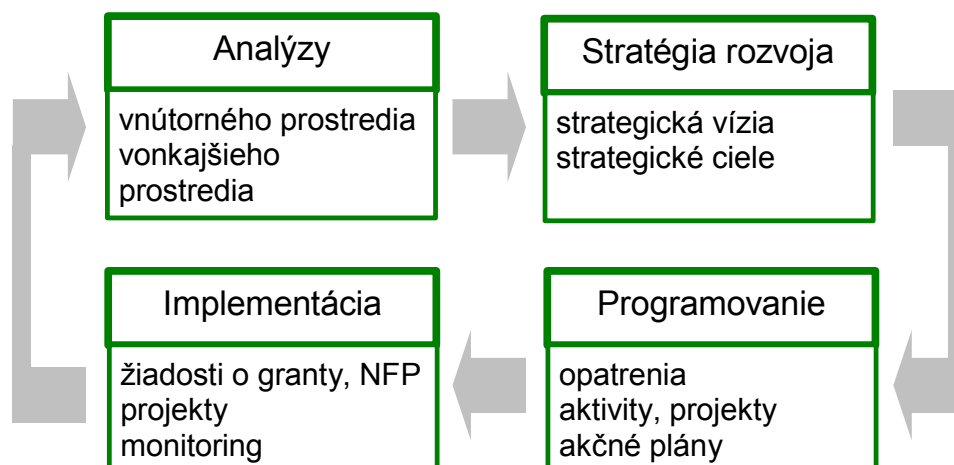 Analýzy
vnútorného prostredia
vonkajšieho
prostredia
Stratégia rozvoja
strategická vízia
strategické ciele
Implementácia
žiadosti o granty, NFP
projekty
monitoring
Programovanie
opatrenia
aktivity, projekty
akčné plány